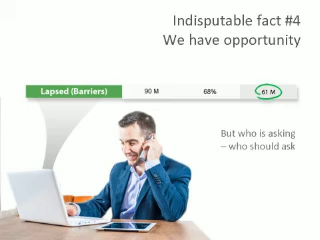 Indisputable fact #4
We have opportunity
Lapsed (Barriers) 90 M 68% 61 M
But who is asking
– who should ask